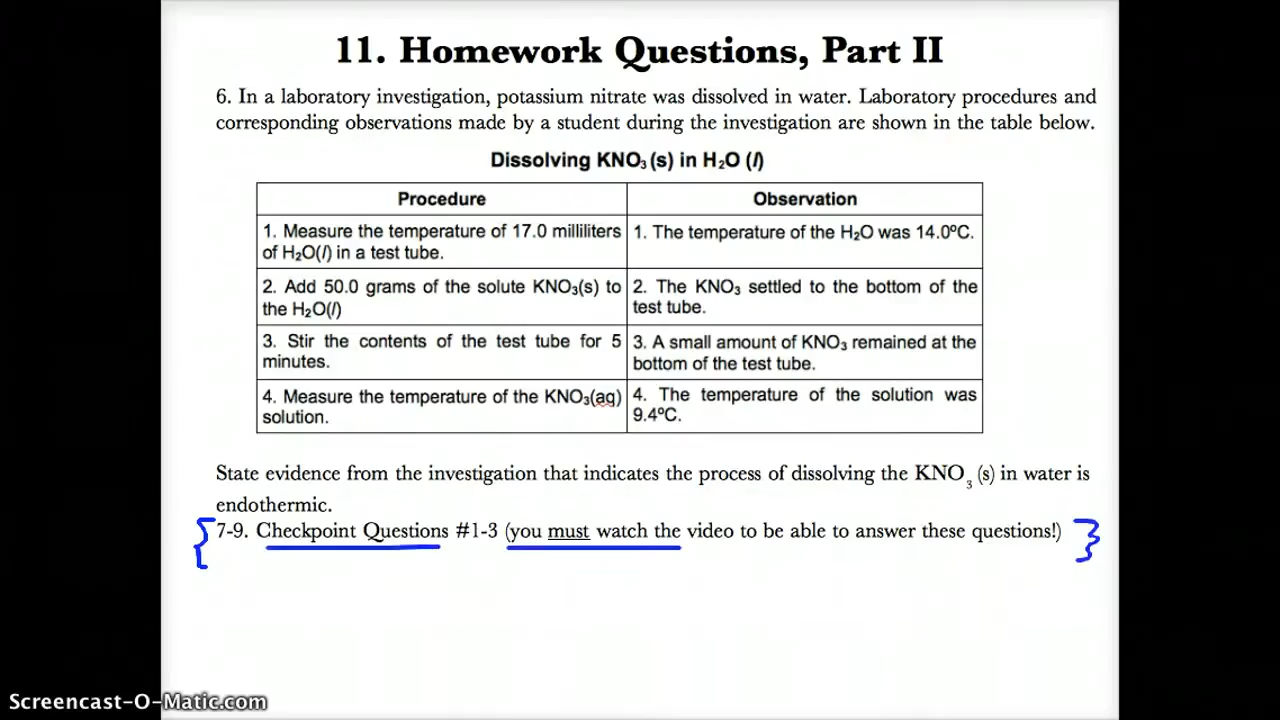 11. Homework Questions, Part II
6. In a laboratory investigation, potassium nitrate was dissolved in water. Laboratory procedures and
corresponding observations made by a student during the investigation are shown in the table below.
Dissolving KNO₃ (s) in H₂O (l)
Procedure
Observation
1. Measure the temperature of 17.0 milliliters
of H₂O(l) in a test tube.
1. The temperature of the H₂O was 14.0ºC.
2. Add 50.0 grams of the solute KNO₃(s) to
the H₂O(l)
2. The KNO₃ settled to the bottom of the
test tube.
3. Stir the contents of the test tube for 5
minutes.
3. A small amount of KNO₃ remained at the
bottom of the test tube.
4. Measure the temperature of the KNO₃(aq)
solution.
4. The temperature of the solution was
9.4ºC.
State evidence from the investigation that indicates the process of dissolving the KNO₃ (s) in water is
endothermic.
7-9. Checkpoint Questions #1-3 (you must watch the video to be able to answer these questions!)
Screencast-O-Matic.com